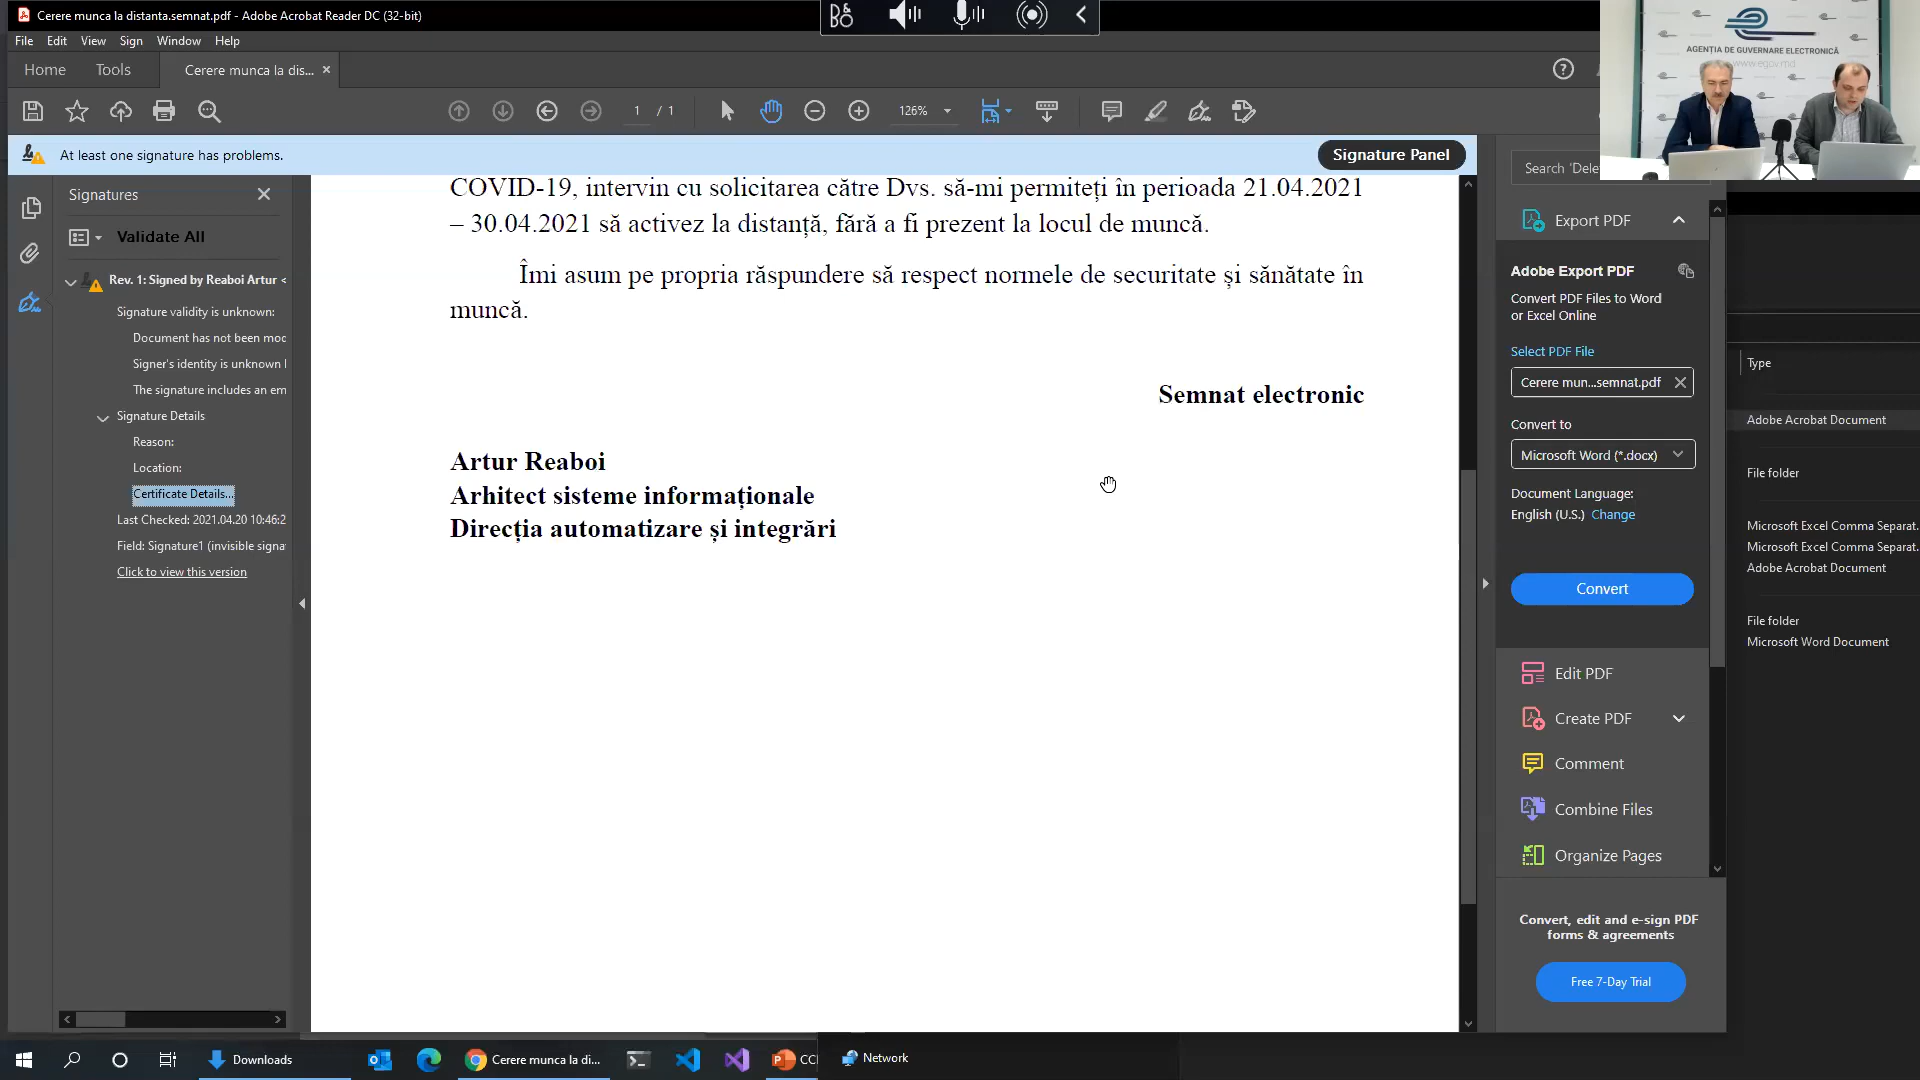 Cerere munca la distanta.semnat.pdf - Adobe Acrobat Reader DC (32-bit)
File Edit View Sign Window Help
Home Tools Cerere munca la dis... ×
1 / 1 126%
At least one signature has problems.
Signature Panel
AGENȚIA DE GUVERNARE ELECTRONICĂ
www.egov.md
Signatures
Validate All
Rev. 1: Signed by Reaboi Artur <
Signature validity is unknown:
Document has not been moc
Signer's identity is unknown
The signature includes an em
Signature Details
Reason:
Location:
Certificate Details...
Last Checked: 2021.04.20 10:46:2
Field: Signature1 (invisible signa
Click to view this version
COVID-19, intervin cu solicitarea către Dvs. să-mi permiteți în perioada 21.04.2021
– 30.04.2021 să activez la distanță, fără a fi prezent la locul de muncă.
Îmi asum pe propria răspundere să respect normele de securitate și sănătate în
muncă.
Semnat electronic
Artur Reaboi
Arhitect sisteme informaționale
Direcția automatizare și integrări
Search 'Dele
Export PDF
Adobe Export PDF
Convert PDF Files to Word
or Excel Online
Select PDF File
Cerere mun...semnat.pdf
Convert to
Microsoft Word (*.docx)
Document Language:
English (U.S.) Change
Convert
Edit PDF
Create PDF
Comment
Combine Files
Organize Pages
Convert, edit and e-sign PDF
forms & agreements
Free 7-Day Trial
Type
Adobe Acrobat Document
File folder
Microsoft Excel Comma Separat.
Microsoft Excel Comma Separat.
Adobe Acrobat Document
File folder
Microsoft Word Document
Downloads
Cerere munca la di...
Network